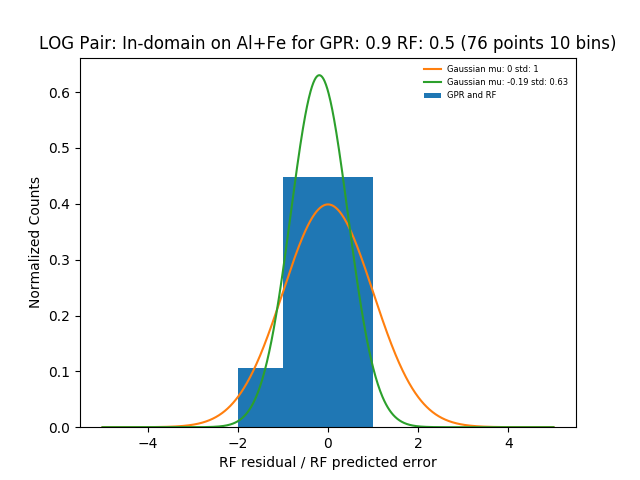 LOG Pair: In-domain on Al+Fe for GPR: 0.9 RF: 0.5 (76 points 10 bins)
Gaussian mu: 0 std: 1
Gaussian mu: -0.19 std: 0.63
GPR and RF
Normalized Counts
0.6
0.5
0.4
0.3
0.2
0.1
0.0
−4 −2 0 2 4
RF residual / RF predicted error